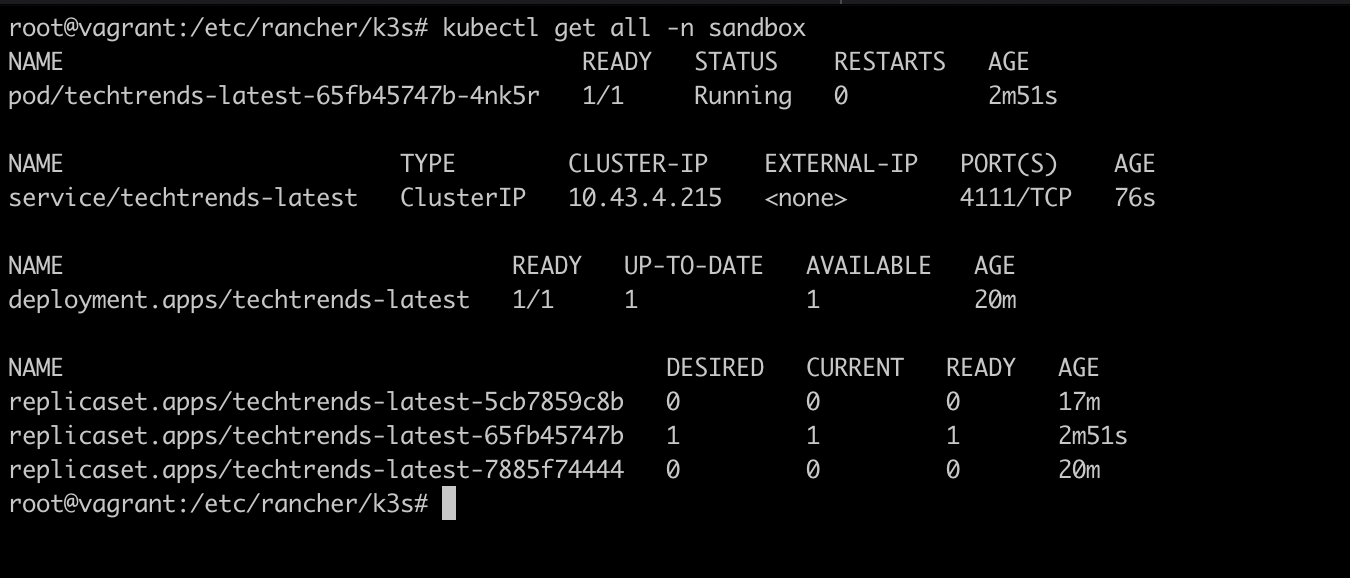 root@vagrant:/etc/rancher/k3s# kubectl get all -n sandbox
NAME READY STATUS RESTARTS AGE
pod/techtrends-latest-65fb45747b-4nk5r 1/1 Running 0 2m51s
NAME TYPE CLUSTER-IP EXTERNAL-IP PORT(S) AGE
service/techtrends-latest ClusterIP 10.43.4.215 <none> 4111/TCP 76s
NAME READY UP-TO-DATE AVAILABLE AGE
deployment.apps/techtrends-latest 1/1 1 1 20m
NAME DESIRED CURRENT READY AGE
replicaset.apps/techtrends-latest-5cb7859c8b 0 0 0 17m
replicaset.apps/techtrends-latest-65fb45747b 1 1 1 2m51s
replicaset.apps/techtrends-latest-7885f74444 0 0 0 20m
root@vagrant:/etc/rancher/k3s#